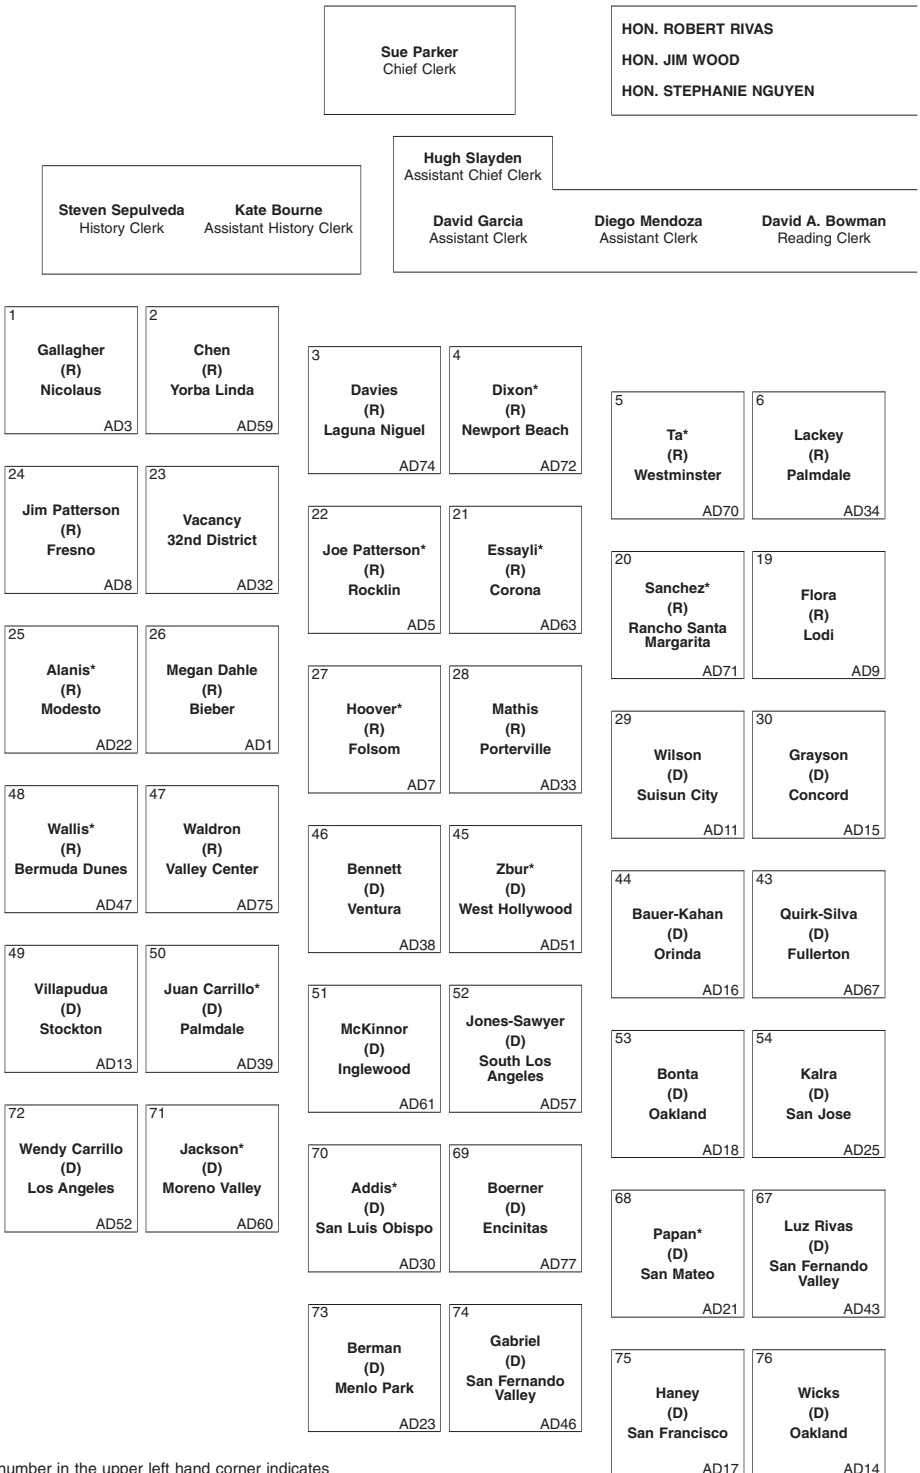 Sue Parker
Chief Clerk
HON. ROBERT RIVAS
HON. JIM WOOD
HON. STEPHANIE NGUYEN
Hugh Slayden
Assistant Chief Clerk
Steven Sepulveda
History Clerk
Kate Bourne
Assistant History Clerk
David Garcia
Assistant Clerk
Diego Mendoza
Assistant Clerk
David A. Bowman
Reading Clerk
1
Gallagher
(R)
Nicolaus
AD3
2
Chen
(R)
Yorba Linda
AD59
3
Davies
(R)
Laguna Niguel
AD74
4
Dixon*
(R)
Newport Beach
AD72
5
Ta*
(R)
Westminster
AD70
6
Lackey
(R)
Palmdale
AD34
24
Jim Patterson
(R)
Fresno
AD8
23
Vacancy
32nd District
AD32
22
Joe Patterson*
(R)
Rocklin
AD5
21
Essayli*
(R)
Corona
AD63
20
Sanchez*
(R)
Rancho Santa
Margarita
AD71
19
Flora
(R)
Lodi
AD9
25
Alanis*
(R)
Modesto
AD22
26
Megan Dahle
(R)
Bieber
AD1
27
Hoover*
(R)
Folsom
AD7
28
Mathis
(R)
Porterville
AD33
29
Wilson
(D)
Suisun City
AD11
30
Grayson
(D)
Concord
AD15
48
Wallis*
(R)
Bermuda Dunes
AD47
47
Waldron
(R)
Valley Center
AD75
46
Bennett
(D)
Ventura
AD38
45
Zbur*
(D)
West Hollywood
AD51
44
Bauer-Kahan
(D)
Orinda
AD16
43
Quirk-Silva
(D)
Fullerton
AD67
49
Villapudua
(D)
Stockton
AD13
50
Juan Carrillo*
(D)
Palmdale
AD39
51
McKinnor
(D)
Inglewood
AD61
52
Jones-Sawyer
(D)
South Los
Angeles
AD57
53
Bonta
(D)
Oakland
AD18
54
Kalra
(D)
San Jose
AD25
72
Wendy Carrillo
(D)
Los Angeles
AD52
71
Jackson*
(D)
Moreno Valley
AD60
70
Addis*
(D)
San Luis Obispo
AD30
69
Boerner
(D)
Encinitas
AD77
68
Papan*
(D)
San Mateo
AD21
67
Luz Rivas
(D)
San Fernando
Valley
AD43
73
Berman
(D)
Menlo Park
AD23
74
Gabriel
(D)
San Fernando
Valley
AD46
75
Haney
(D)
San Francisco
AD17
76
Wicks
(D)
Oakland
AD14
number in the upper left hand corner indicates